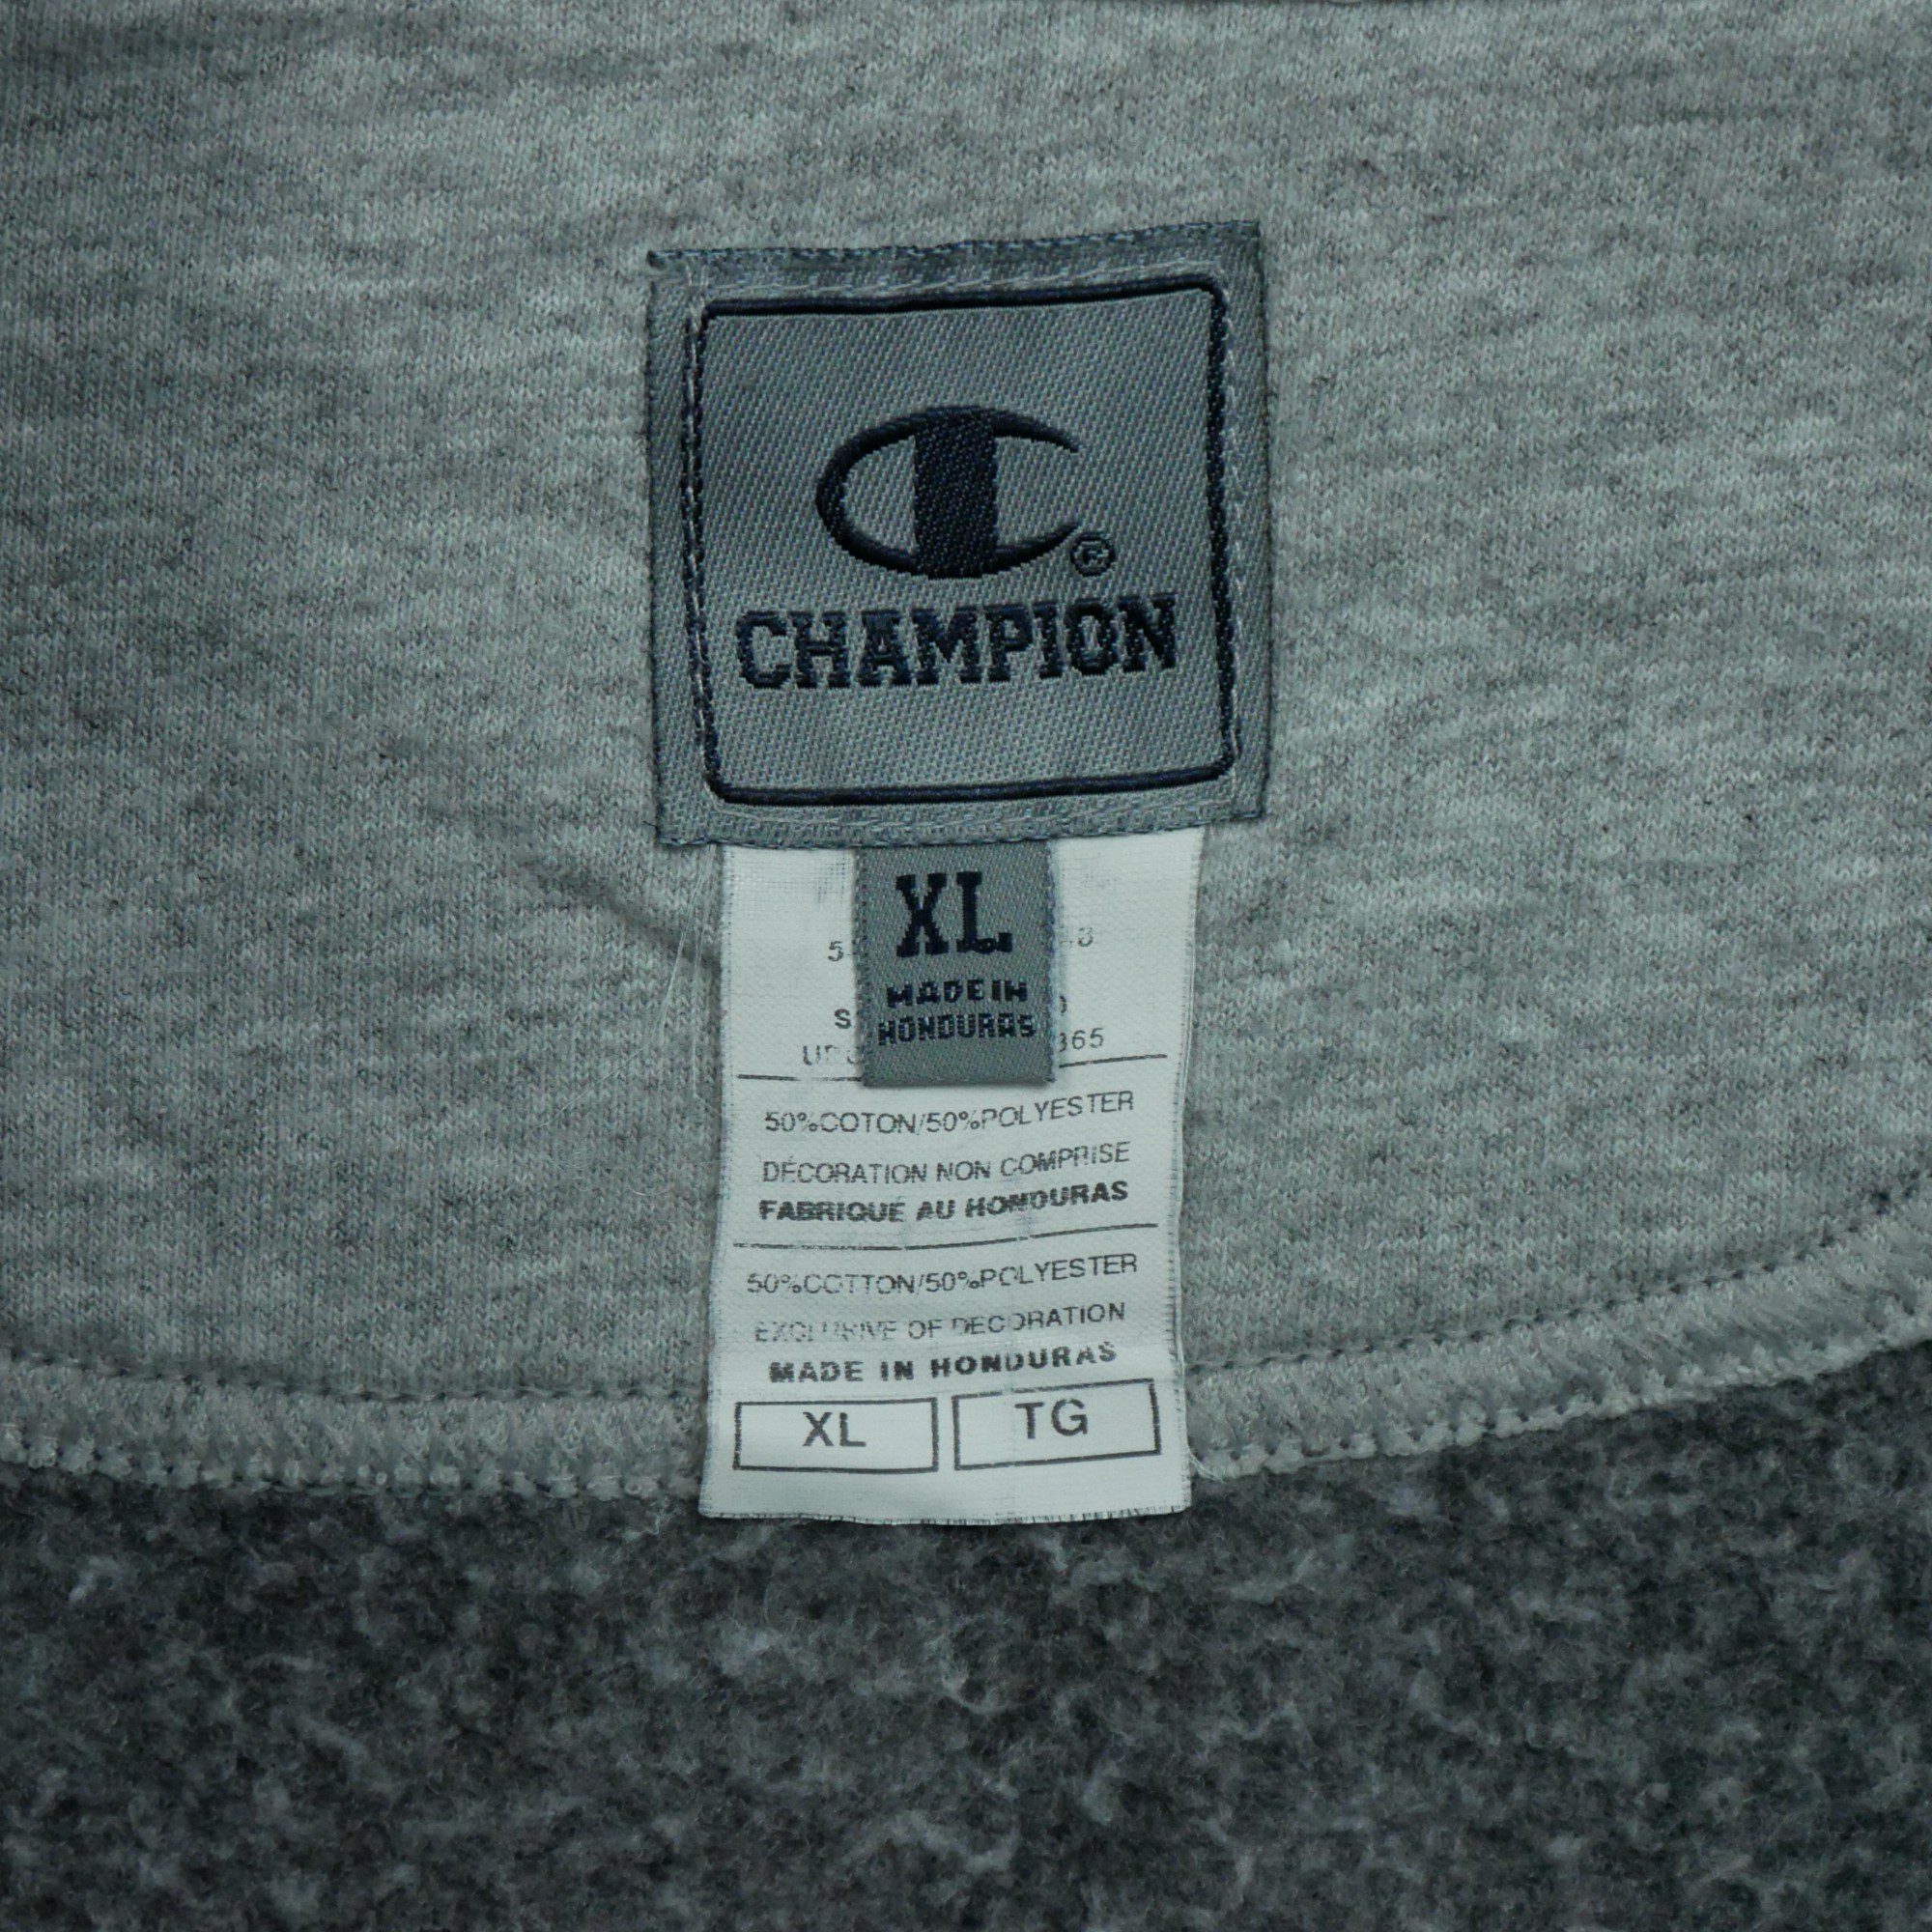 ®
CHAMPION
XL
MADE IN
HONDURAS
50%COTON/50%POLYESTER
DÉCORATION NON COMPRISE
FABRIQUÉ AU HONDURAS
50%COTTON/50%POLYESTER
EXCLUSIVE OF DECORATION
MADE IN HONDURAS
XL TG